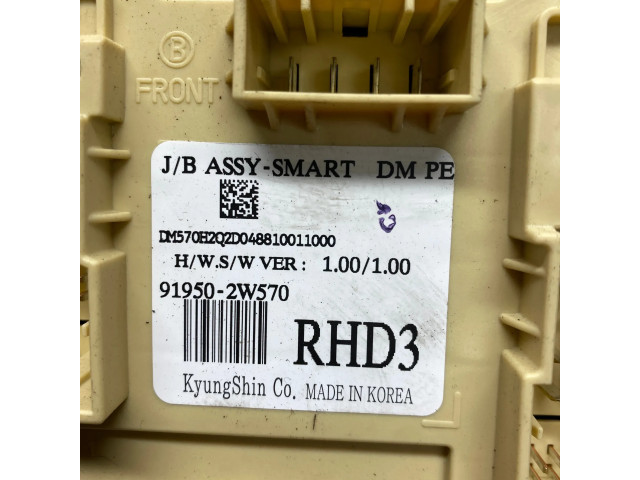 B
FRONT
J/B ASSY-SMART DM PE
DM570H2Q2D048810011000
H/W.S/W VER : 1.00/1.00
91950-2W570
RHD3
KyungShin Co. MADE IN KOREA